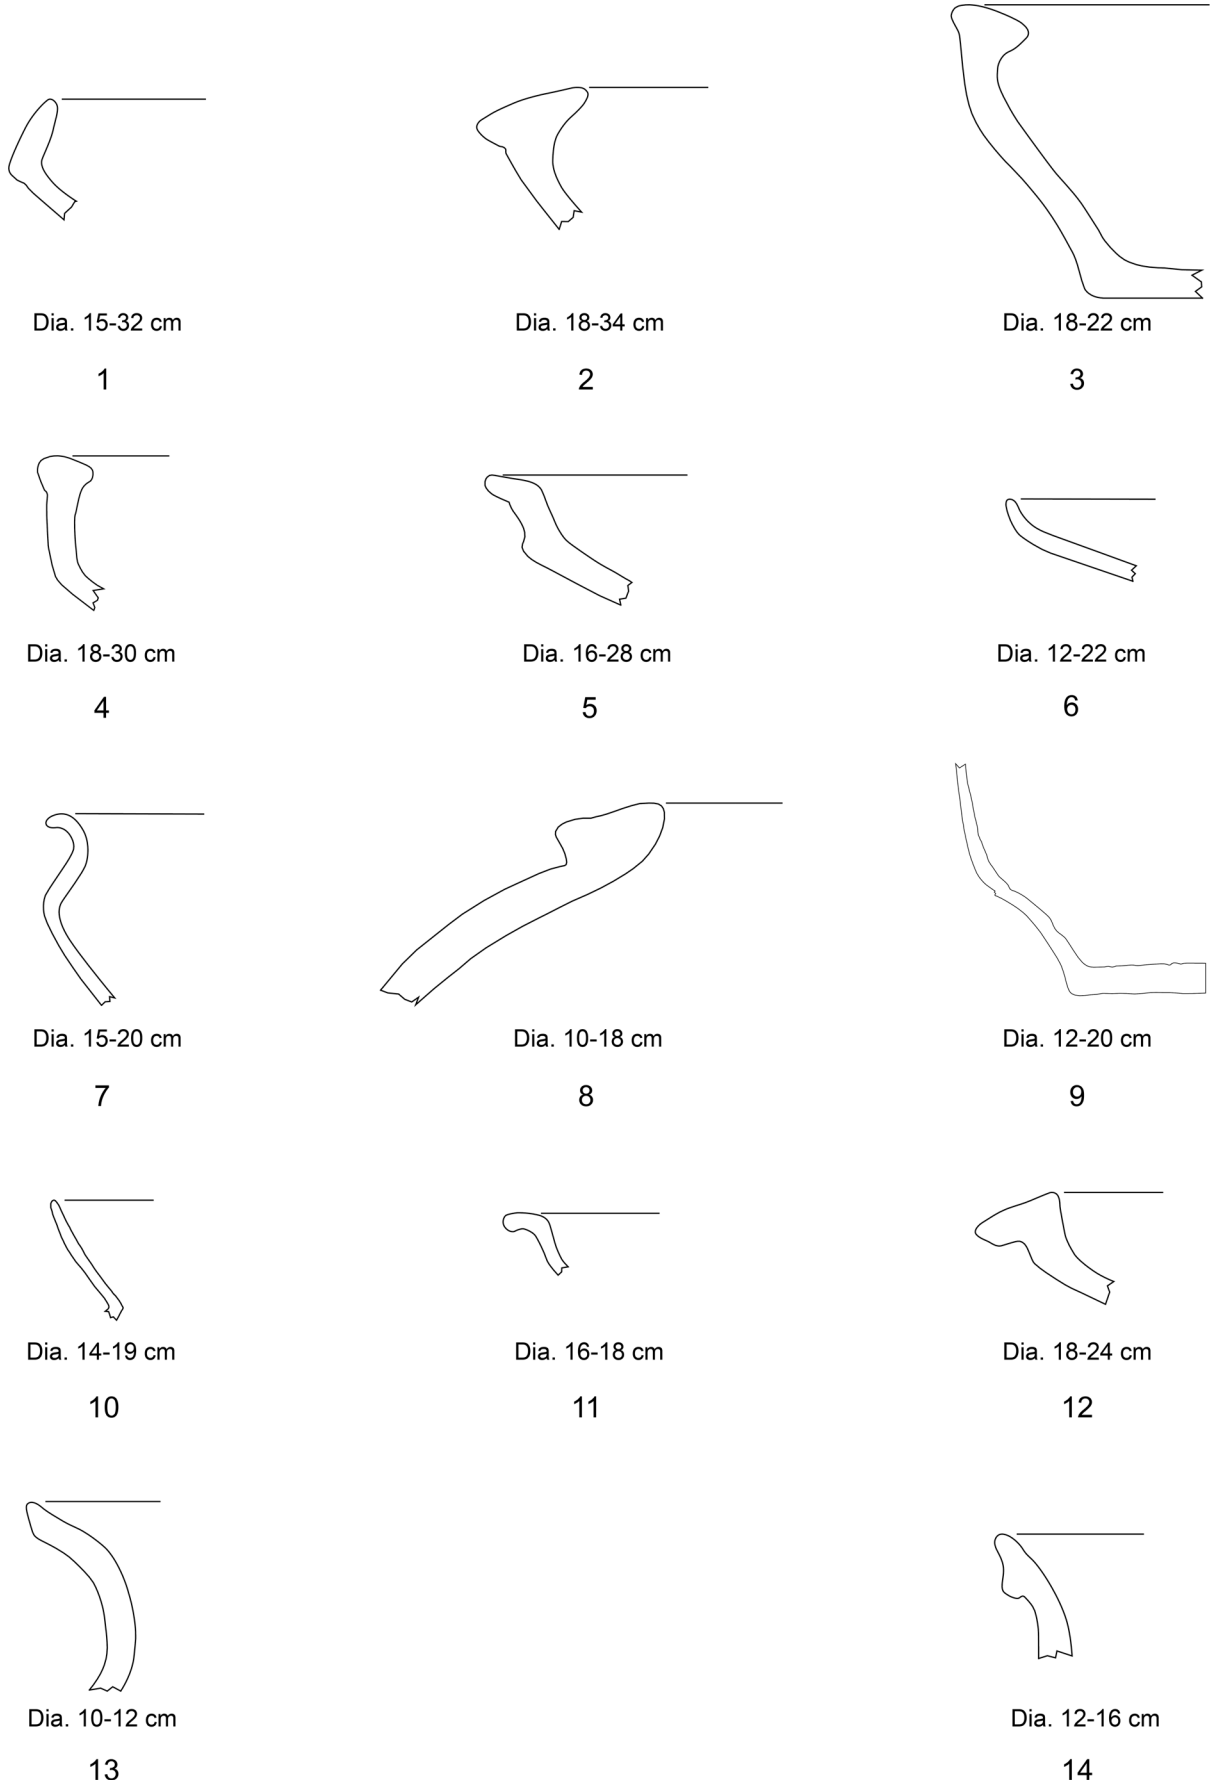 Dia. 15-32 cm
1
Dia. 18-34 cm
2
Dia. 18-22 cm
3
Dia. 18-30 cm
4
Dia. 16-28 cm
5
Dia. 12-22 cm
6
Dia. 15-20 cm
7
Dia. 10-18 cm
8
Dia. 12-20 cm
9
Dia. 14-19 cm
10
Dia. 16-18 cm
11
Dia. 18-24 cm
12
Dia. 10-12 cm
13
Dia. 12-16 cm
14